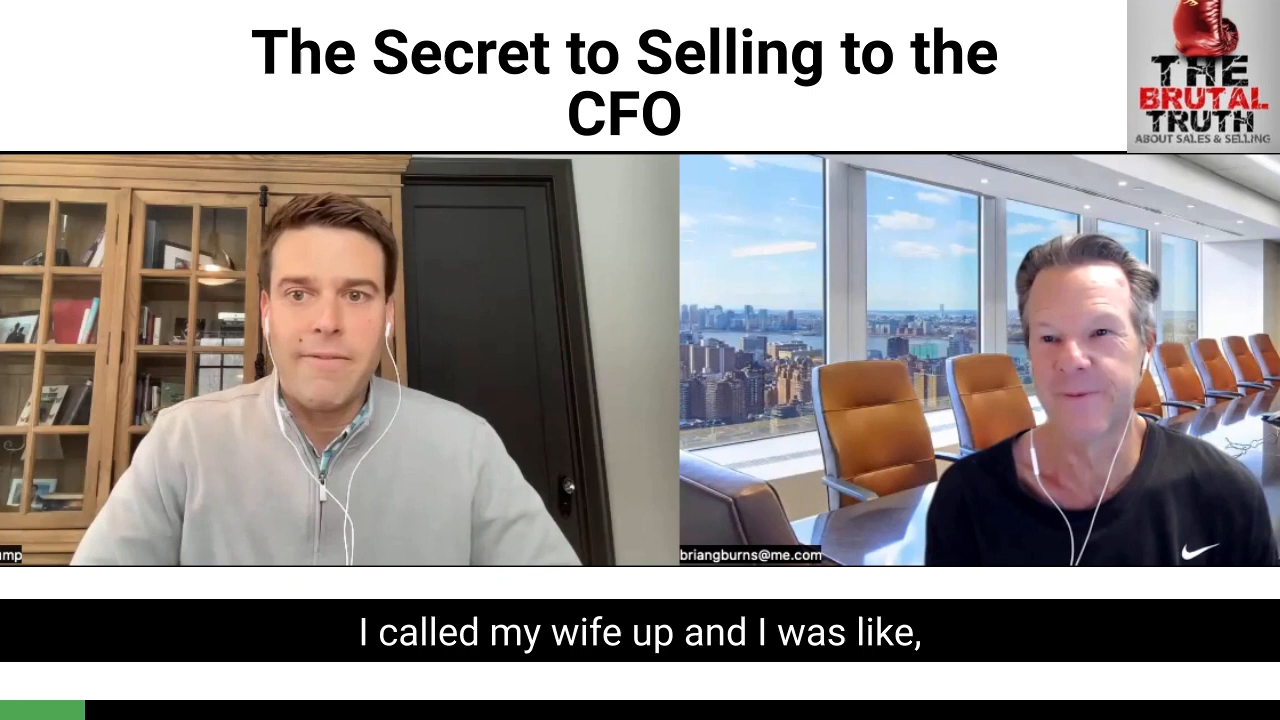 The Secret to Selling to the
CFO
THE
BRUTAL
TRUTH
ABOUT SALES & SELLING
ump
briangburns@me.com
I called my wife up and I was like,